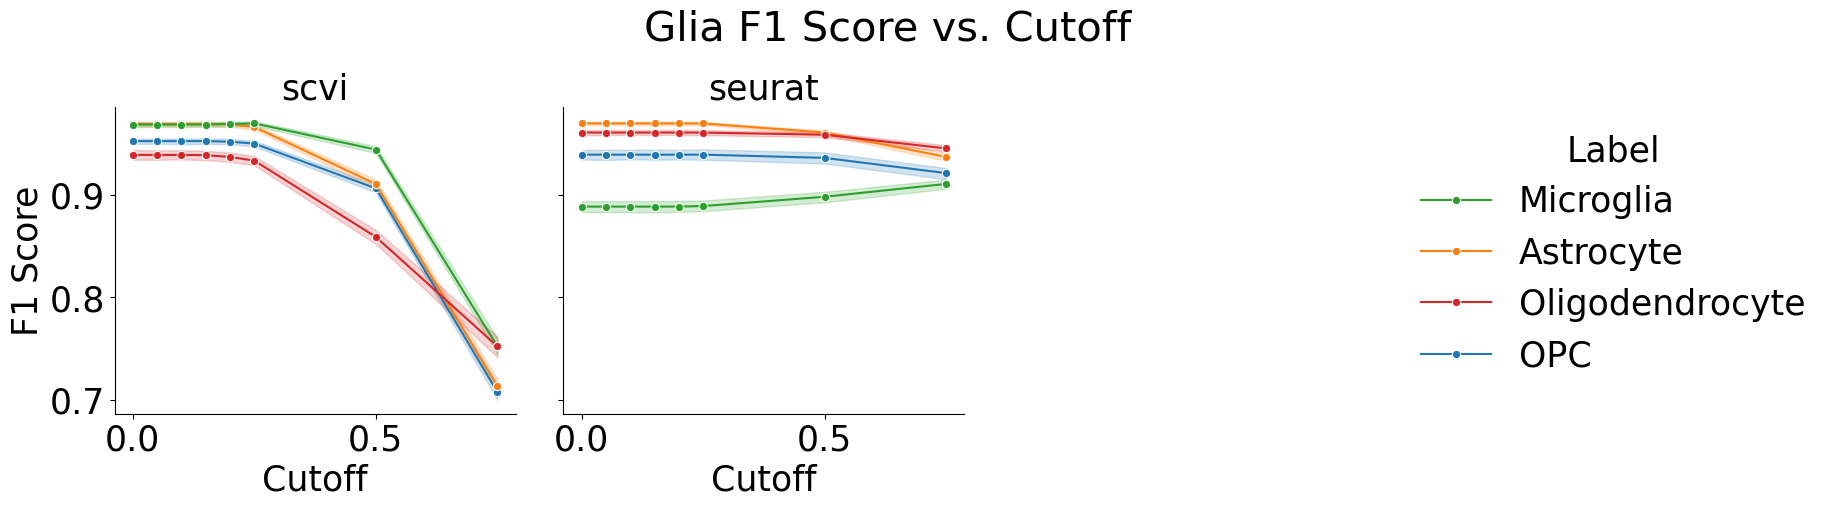 Glia F1 Score vs. Cutoff
scvi
seurat
F1 Score
0.9
0.8
0.7
0.0
0.5
0.0
0.5
Cutoff
Cutoff
Label
Microglia
Astrocyte
Oligodendrocyte
OPC